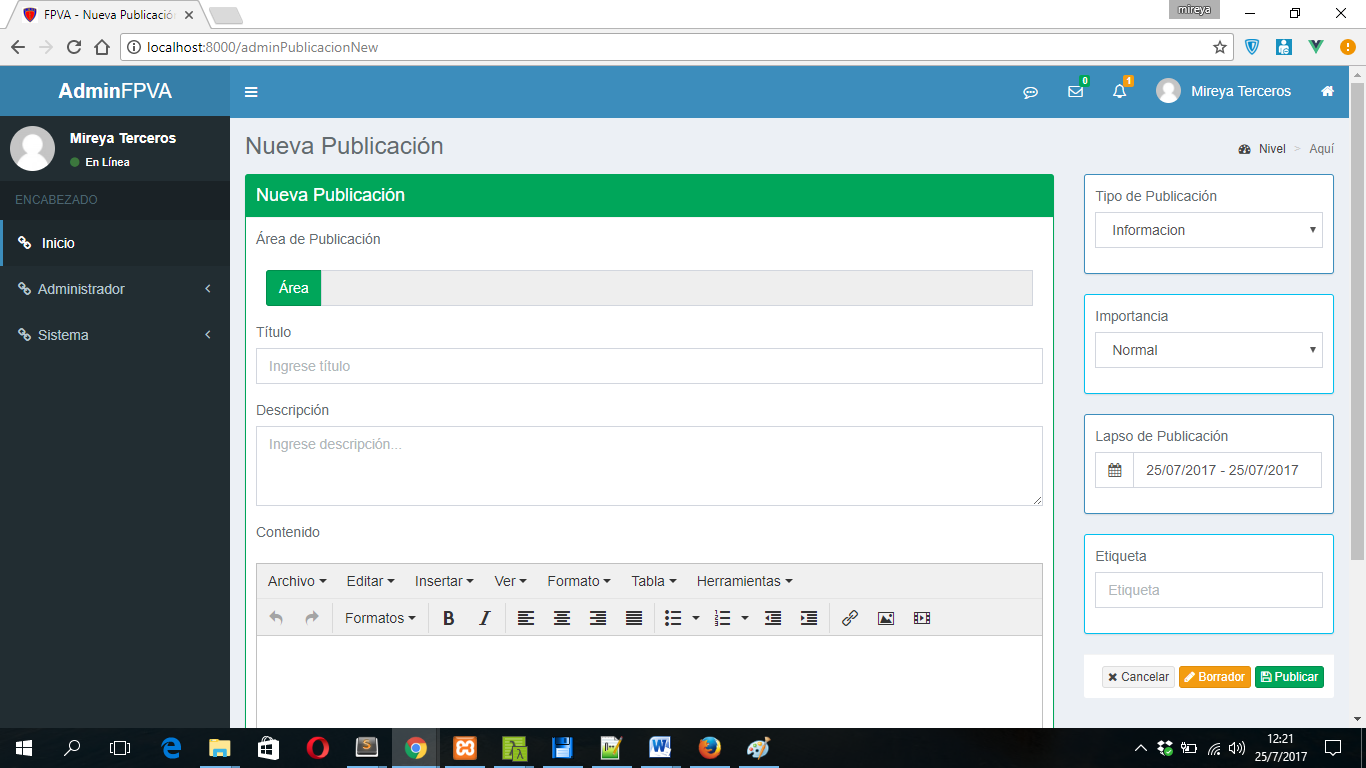 FPVA - Nueva Publicació
mireya
localhost:8000/adminPublicacionNew
AdminFPVA
0
1
Mireya Terceros
Mireya Terceros
En Línea
ENCABEZADO
Inicio
Administrador
Sistema
Nueva Publicación
Nivel > Aquí
Nueva Publicación
Área de Publicación
Área
Título
Ingrese título
Descripción
Ingrese descripción...
Contenido
Archivo Editar Insertar Ver Formato Tabla Herramientas
Formatos B I
Tipo de Publicación
Informacion
Importancia
Normal
Lapso de Publicación
25/07/2017 - 25/07/2017
Etiqueta
Etiqueta
Cancelar Borrador Publicar
12:21
25/7/2017